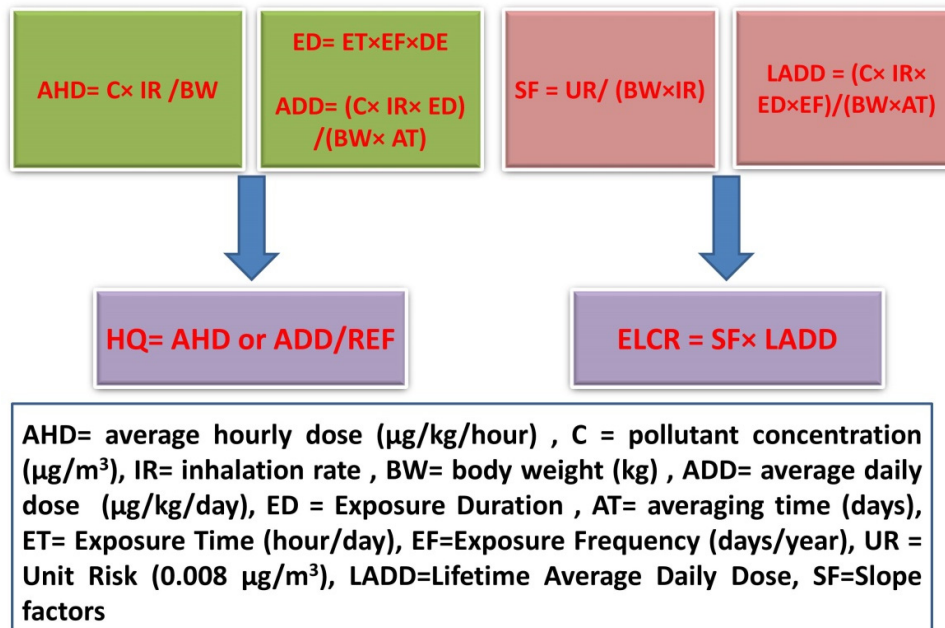 AHD= C× IR /BW
ED= ET×EF×DE
ADD= (C× IR× ED)
/(BW× AT)
SF = UR/ (BW×IR)
LADD = (C× IR×
ED×EF)/(BW×AT)
HQ= AHD or ADD/REF
ELCR = SF× LADD
AHD= average hourly dose (µg/kg/hour) , C = pollutant concentration
(µg/m³), IR= inhalation rate , BW= body weight (kg) , ADD= average daily
dose (µg/kg/day), ED = Exposure Duration , AT= averaging time (days),
ET= Exposure Time (hour/day), EF=Exposure Frequency (days/year), UR =
Unit Risk (0.008 µg/m³), LADD=Lifetime Average Daily Dose, SF=Slope
factors